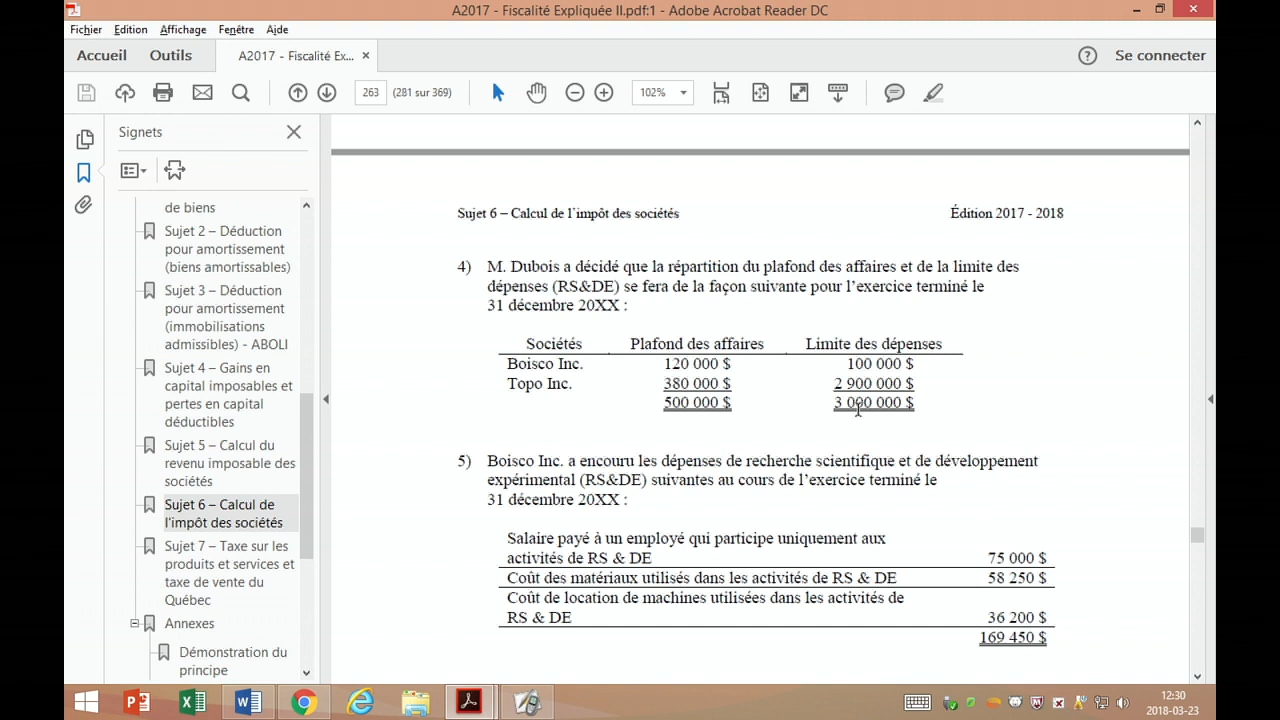 A2017 - Fiscalité Expliquée II.pdf:1 - Adobe Acrobat Reader DC
Fichier Edition Affichage Fenêtre Aide
Accueil Outils A2017 - Fiscalité Ex... × Se connecter
263 (281 sur 369) 102%
Signets
de biens
Sujet 2 – Déduction
pour amortissement
(biens amortissables)
Sujet 3 – Déduction
pour amortissement
(immobilisations
admissibles) - ABOLI
Sujet 4 – Gains en
capital imposables et
pertes en capital
déductibles
Sujet 5 – Calcul du
revenu imposable des
sociétés
Sujet 6 – Calcul de
l'impôt des sociétés
Sujet 7 – Taxe sur les
produits et services et
taxe de vente du
Québec
Annexes
Démonstration du
principe
Sujet 6 – Calcul de l'impôt des sociétés Édition 2017 - 2018
4) M. Dubois a décidé que la répartition du plafond des affaires et de la limite des
dépenses (RS&DE) se fera de la façon suivante pour l'exercice terminé le
31 décembre 20XX :
Sociétés Plafond des affaires Limite des dépenses
Boisco Inc. 120 000 $ 100 000 $
Topo Inc. 380 000 $ 2 900 000 $
500 000 $ 3 000 000 $
5) Boisco Inc. a encouru les dépenses de recherche scientifique et de développement
expérimental (RS&DE) suivantes au cours de l'exercice terminé le
31 décembre 20XX :
Salaire payé à un employé qui participe uniquement aux
activités de RS & DE 75 000 $
Coût des matériaux utilisés dans les activités de RS & DE 58 250 $
Coût de location de machines utilisées dans les activités de
RS & DE 36 200 $
169 450 $
12:30
2018-03-23